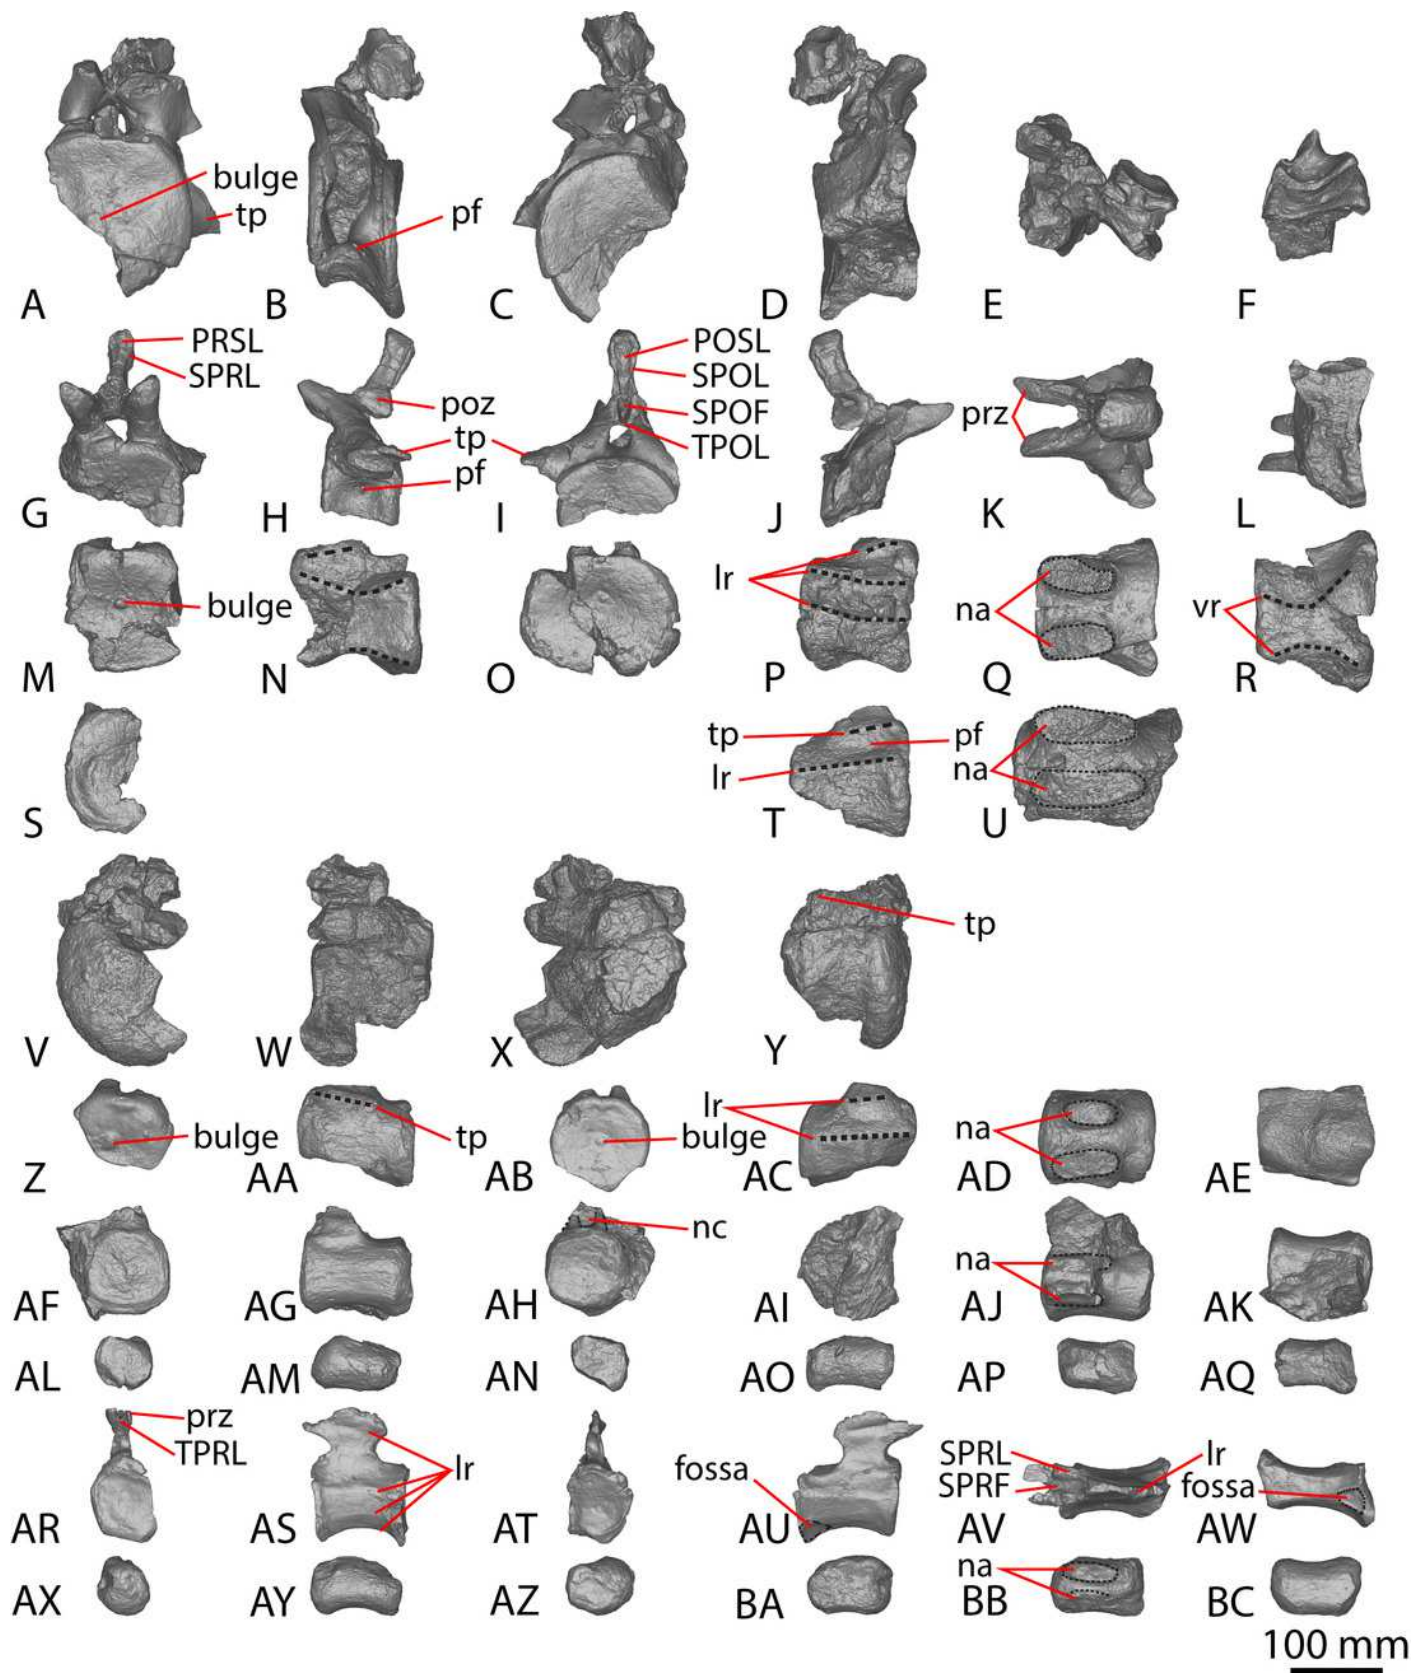 bulge
tp
pf
A
B
C
D
E
F
PRSL
SPRL
poz
tp
pf
POSL
SPOL
SPOF
TPOL
prz
G
H
I
J
K
L
bulge
lr
na
vr
M
N
O
P
Q
R
tp
lr
pf
na
S
T
U
tp
V
W
X
Y
bulge
tp
bulge
lr
na
Z
AA
AB
AC
AD
AE
nc
na
AF
AG
AH
AI
AJ
AK
AL
AM
AN
AO
AP
AQ
prz
TPRL
lr
fossa
SPRL
SPRF
lr
fossa
AR
AS
AT
AU
AV
AW
na
AX
AY
AZ
BA
BB
BC
100 mm